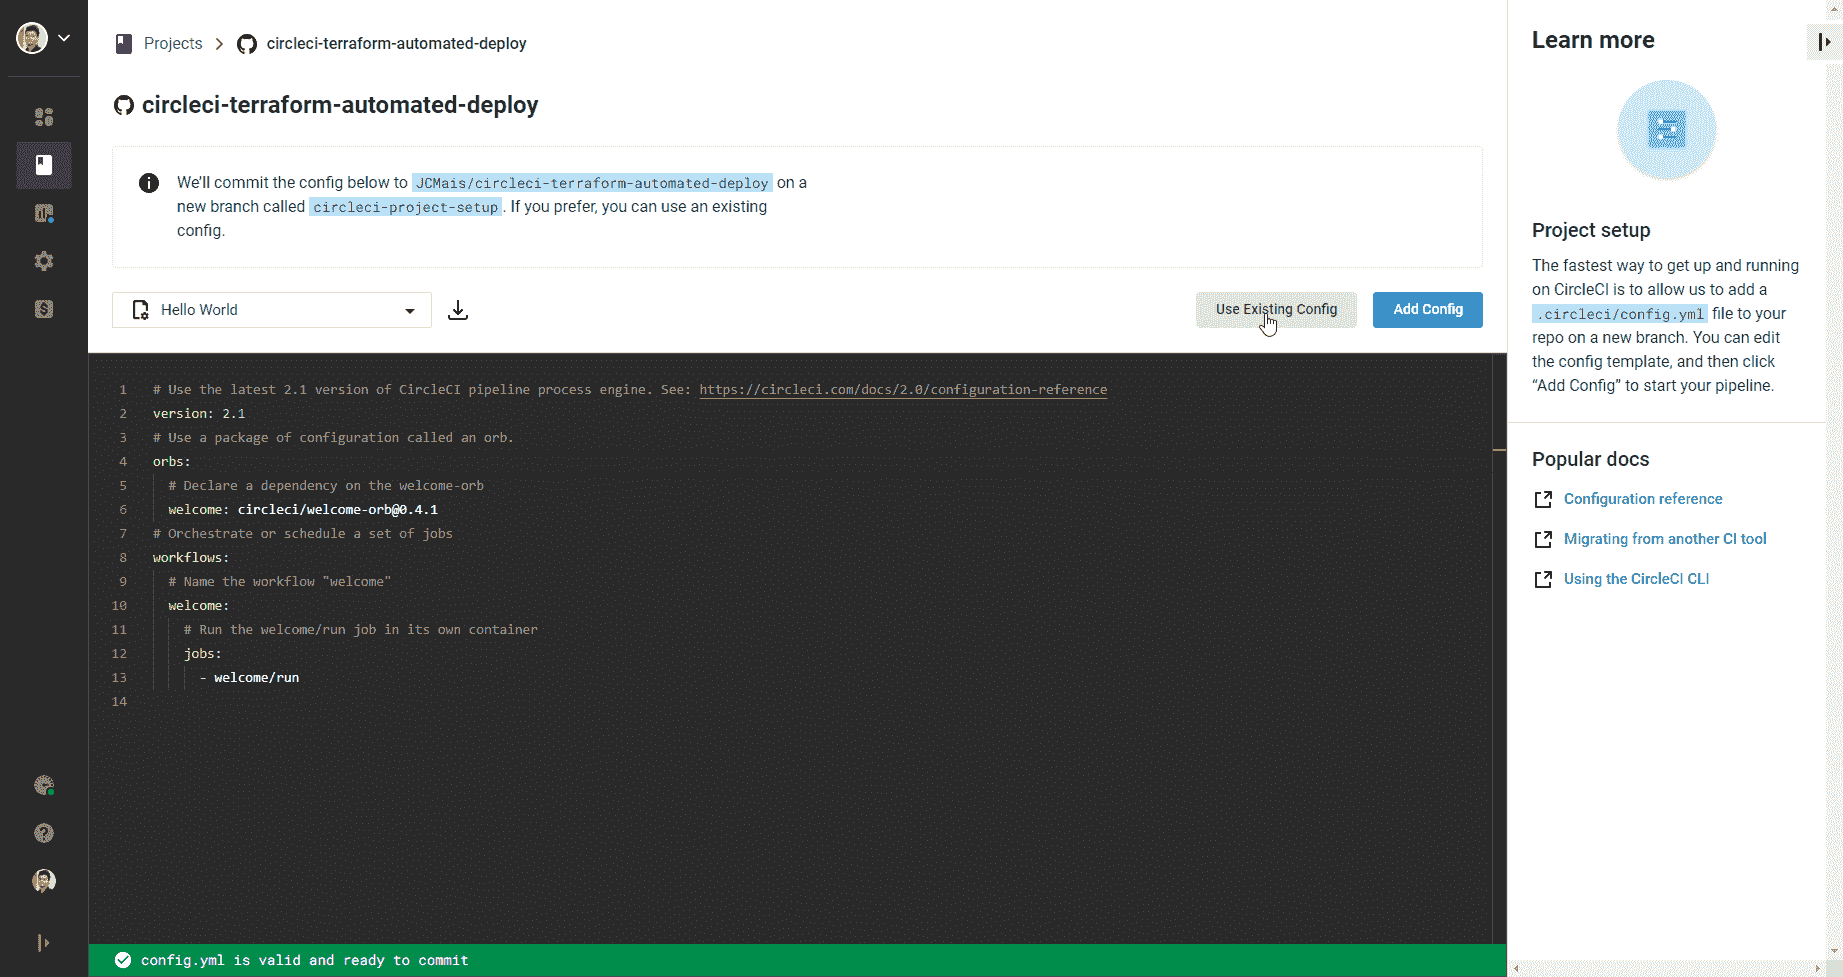 Projects > circleci-terraform-automated-deploy
circleci-terraform-automated-deploy
We'll commit the config below to JCMais/circleci-terraform-automated-deploy on a
new branch called circleci-project-setup. If you prefer, you can use an existing
config.
Hello World
Use Existing Config
Add Config
1 # Use the latest 2.1 version of CircleCI pipeline process engine. See: https://circleci.com/docs/2.0/configuration-reference
2 version: 2.1
3 # Use a package of configuration called an orb.
4 orbs:
5   # Declare a dependency on the welcome-orb
6   welcome: circleci/welcome-orb@0.4.1
7 # Orchestrate or schedule a set of jobs
8 workflows:
9   # Name the workflow "welcome"
10   welcome:
11     # Run the welcome/run job in its own container
12     jobs:
13       - welcome/run
14
config.yml is valid and ready to commit
Learn more
Project setup
The fastest way to get up and running
on CircleCI is to allow us to add a
.circleci/config.yml file to your
repo on a new branch. You can edit
the config template, and then click
“Add Config” to start your pipeline.
Popular docs
Configuration reference
Migrating from another CI tool
Using the CircleCI CLI